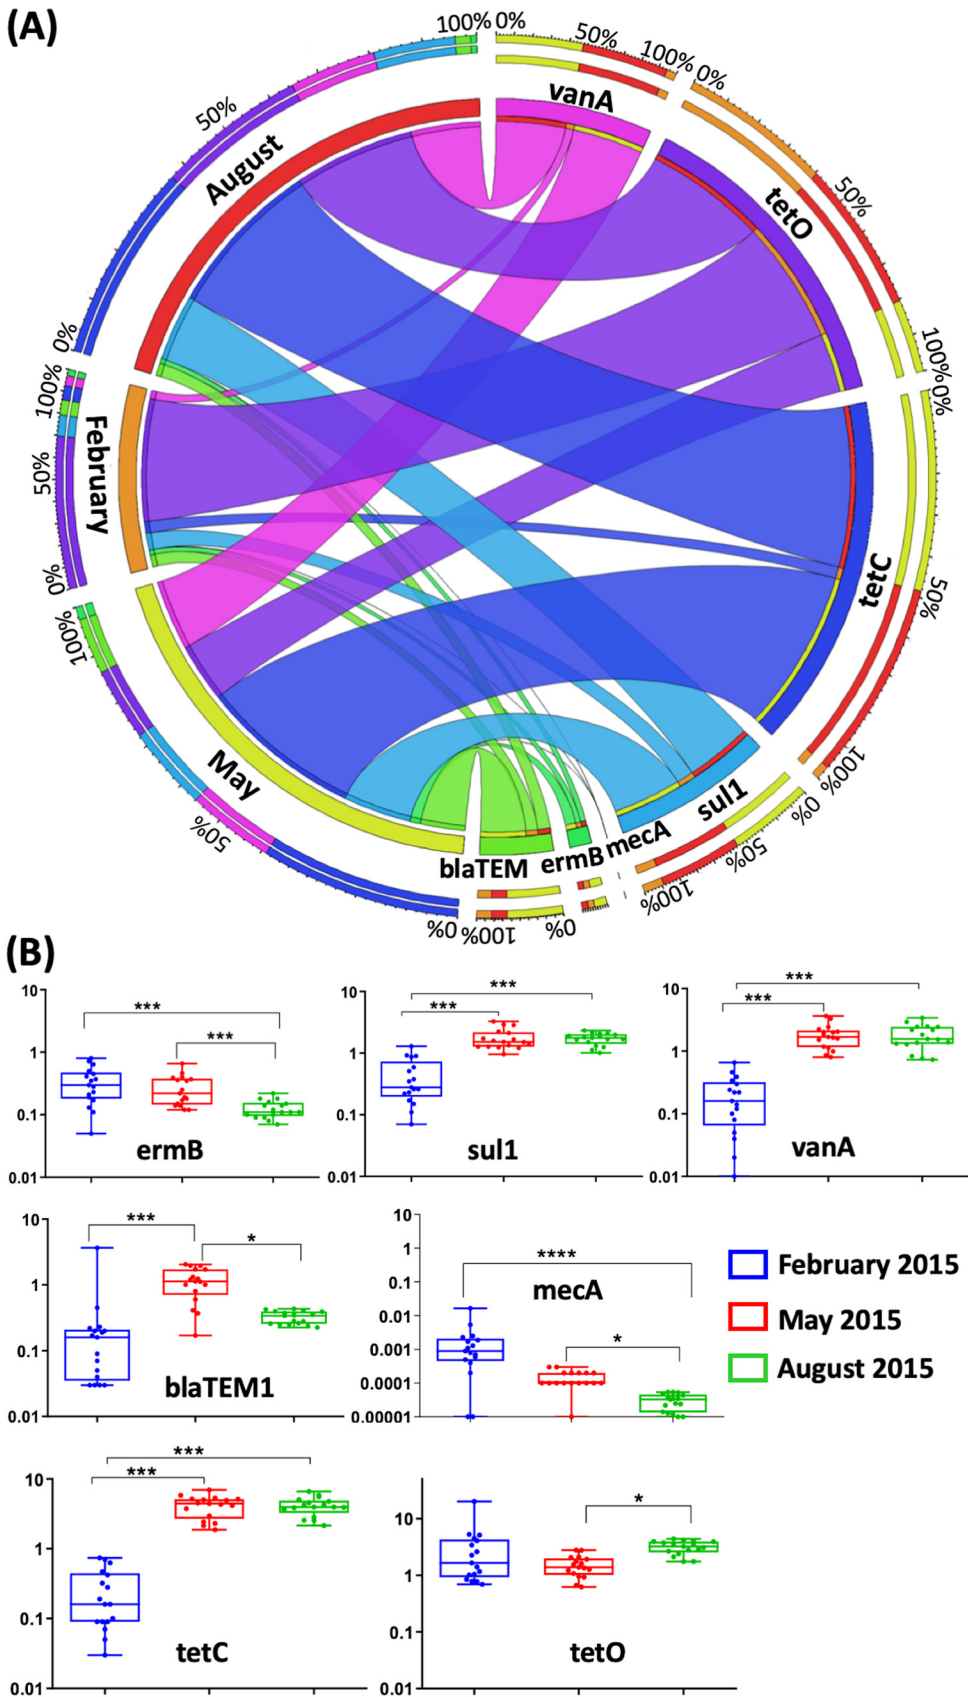 (A)
100% 0% 50% 100% 0%
vanA
50%
August
tetO
50%
0%
100%
100% 0%
February
50%
tetC
50%
0%
100%
May
50%
100%
0%
sul1
50%
mecA
ermB
blaTEM
100%
0% 100% 0%
(B)
10
1
0.1
0.01
***
***
ermB
10
1
0.1
0.01
***
***
sul1
10
1
0.1
0.01
***
***
vanA
10
1
0.1
0.01
***
*
blaTEM1
10
1
0.1
0.01
0.001
0.0001
0.00001
****
mecA
*
February 2015
May 2015
August 2015
10
1
0.1
0.01
***
***
tetC
10
1
0.1
0.01
*
tetO